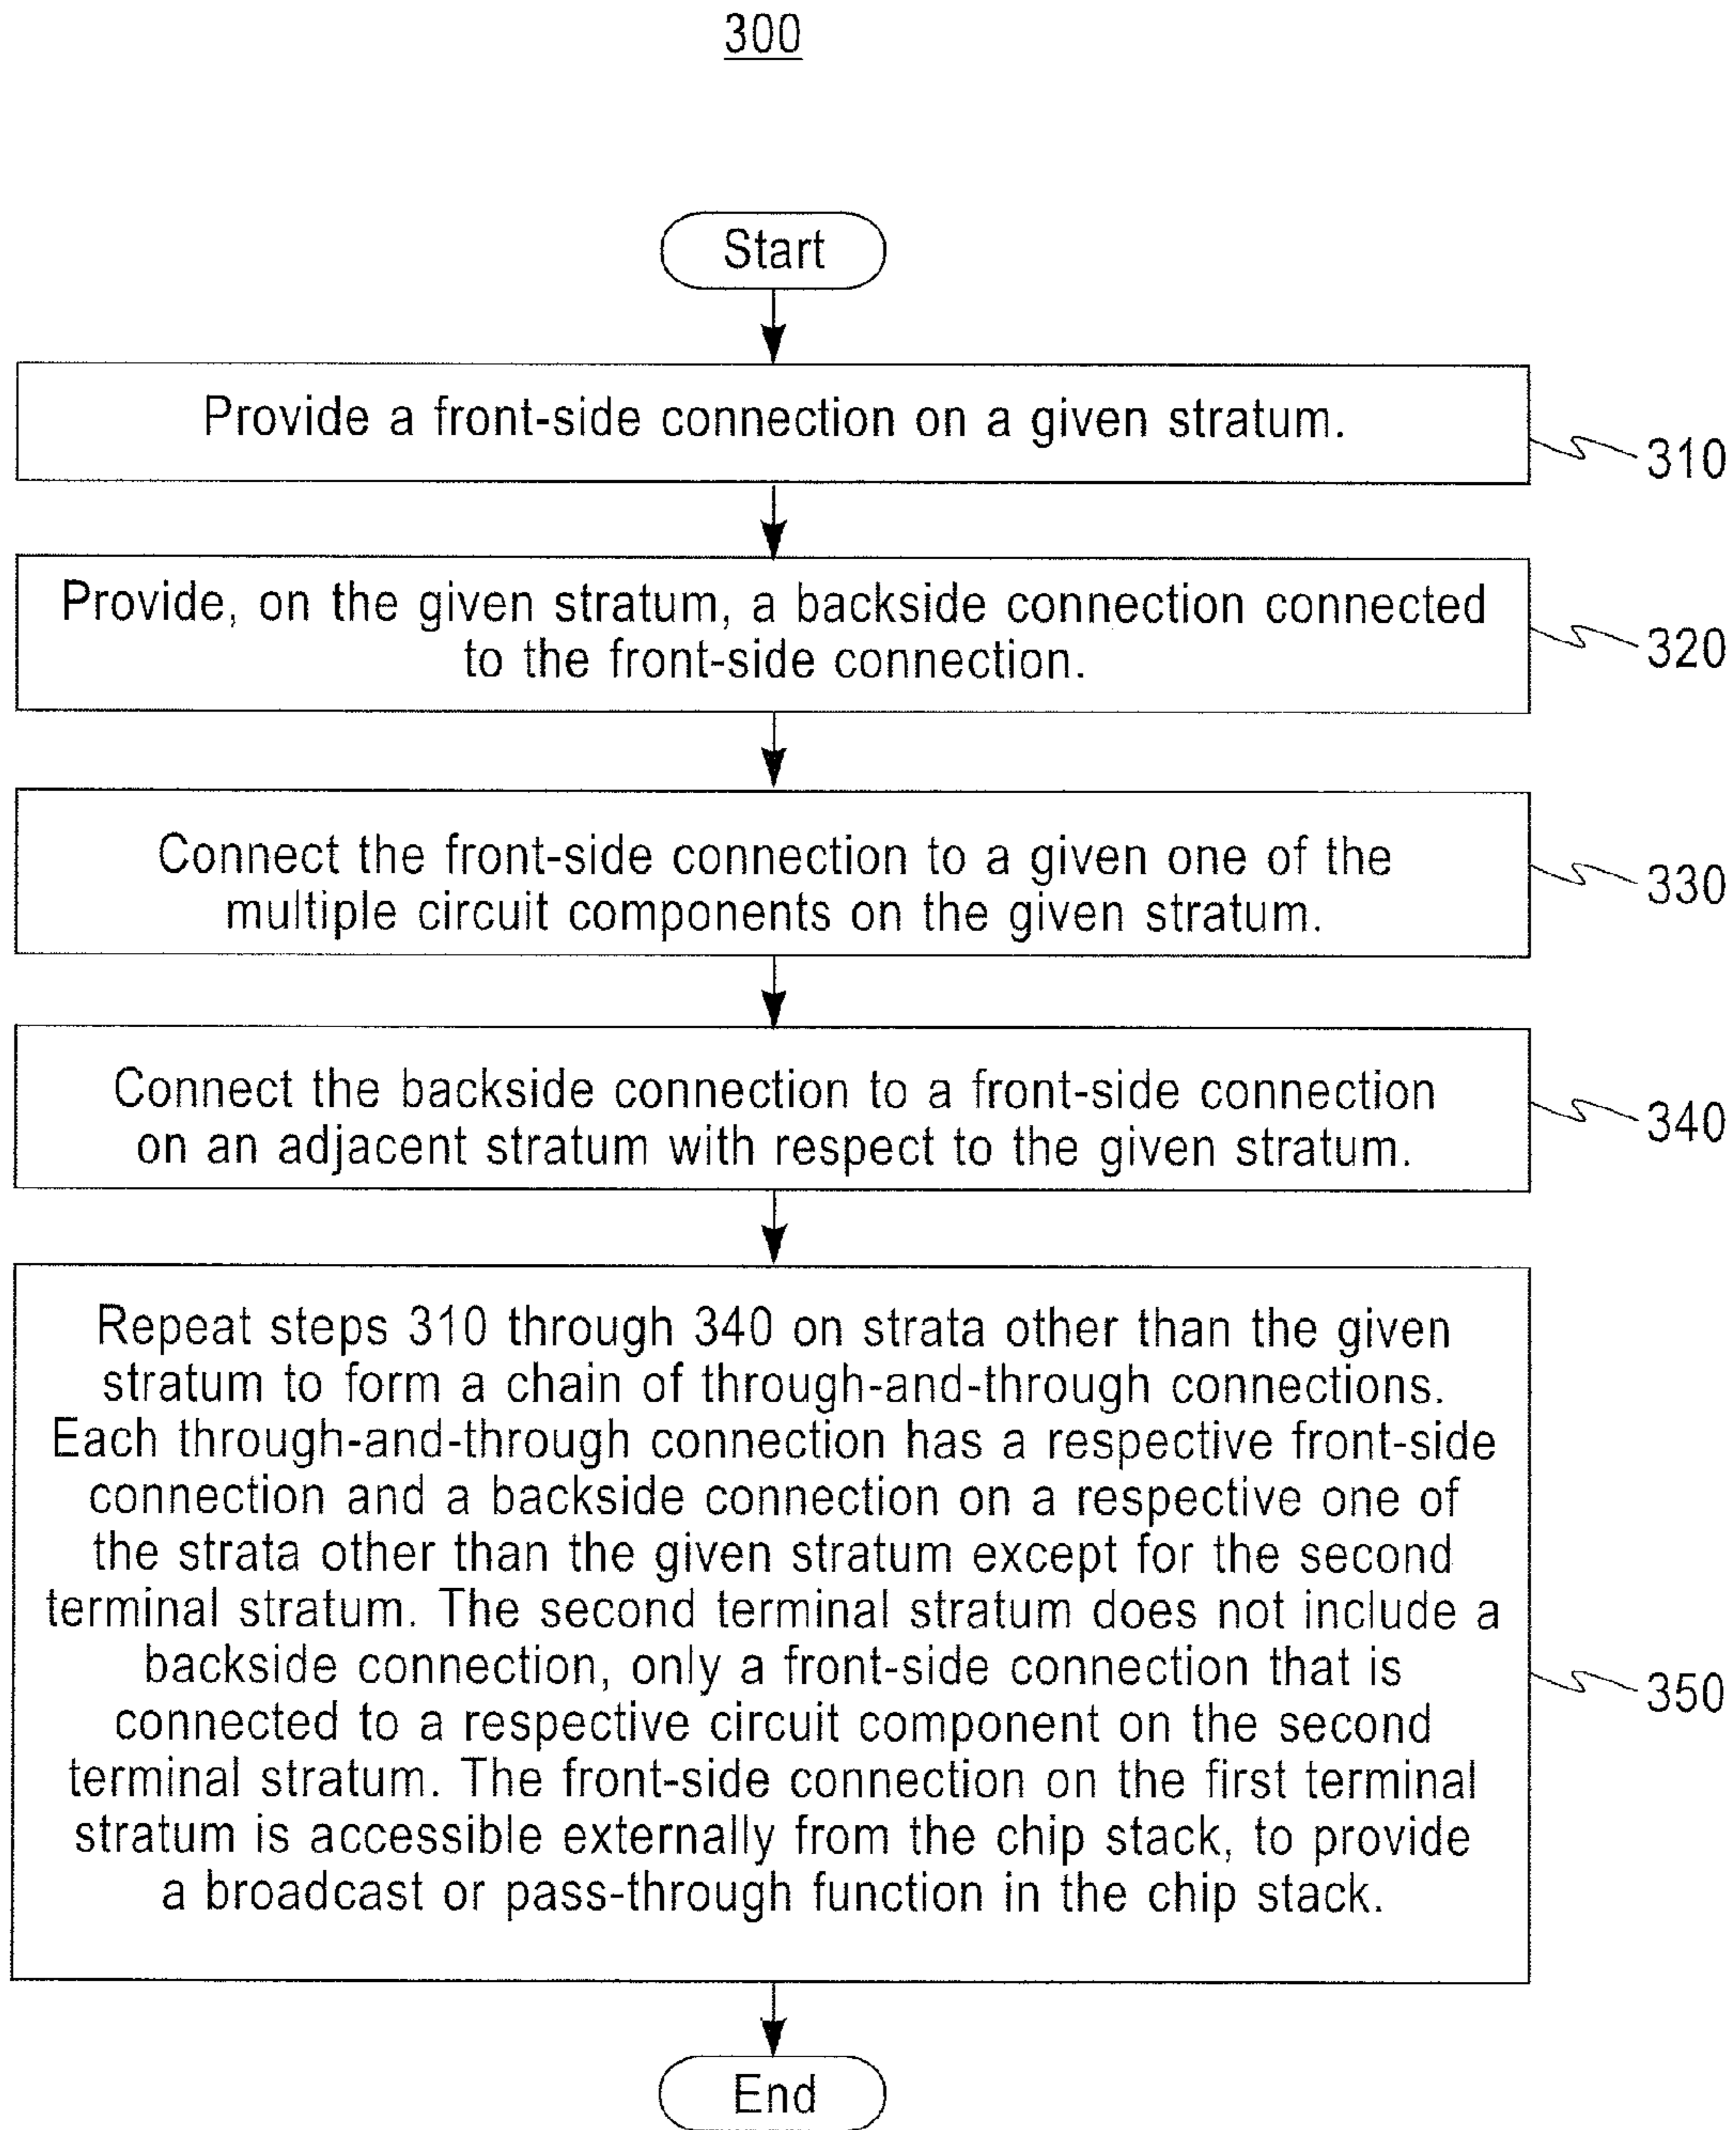 300
Start
Provide a front-side connection on a given stratum.
310
Provide, on the given stratum, a backside connection connected
to the front-side connection.
320
Connect the front-side connection to a given one of the
multiple circuit components on the given stratum.
330
Connect the backside connection to a front-side connection
on an adjacent stratum with respect to the given stratum.
340
Repeat steps 310 through 340 on strata other than the given
stratum to form a chain of through-and-through connections.
Each through-and-through connection has a respective front-side
connection and a backside connection on a respective one of
the strata other than the given stratum except for the second
terminal stratum. The second terminal stratum does not include a
backside connection, only a front-side connection that is
connected to a respective circuit component on the second
terminal stratum. The front-side connection on the first terminal
stratum is accessible externally from the chip stack, to provide
a broadcast or pass-through function in the chip stack.
350
End